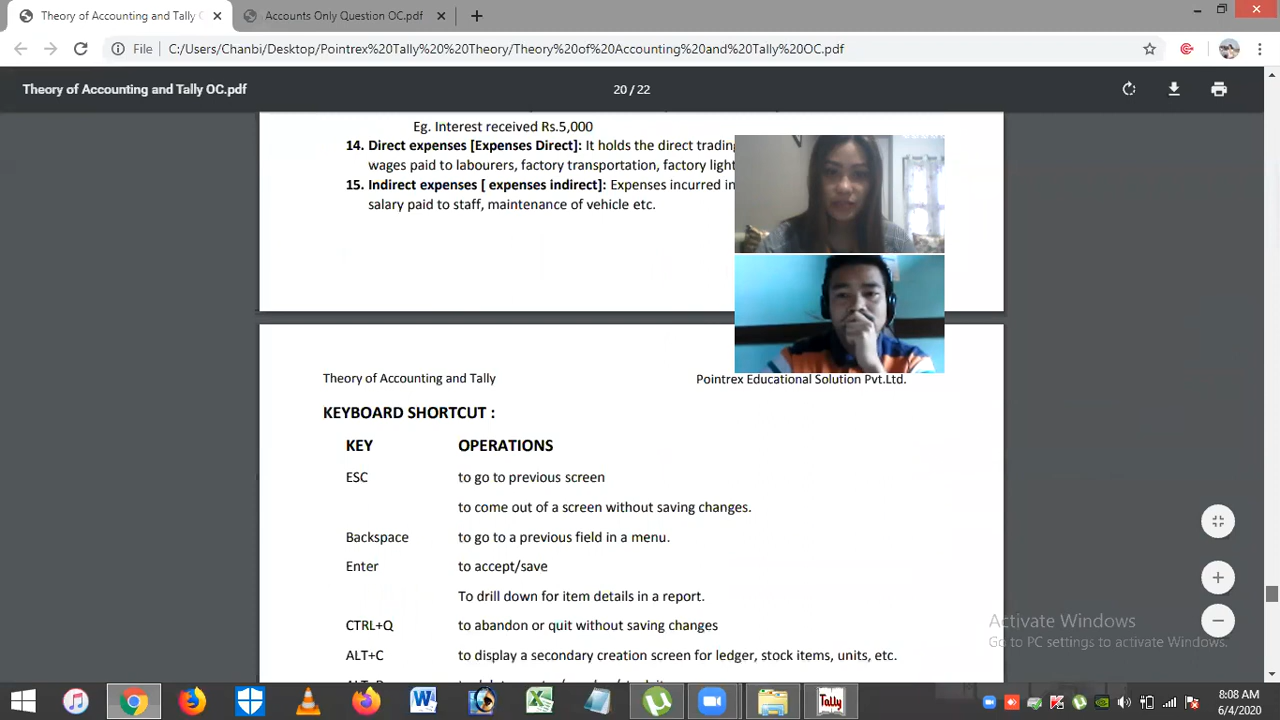 Theory of Accounting and Tally O
Accounts Only Question OC.pdf
File
C:/Users/Chanbi/Desktop/Pointrex%20Tally%20%20Theory/Theory%20of%20Accounting%20and%20Tally%20OC.pdf
Theory of Accounting and Tally OC.pdf
20 / 22
Eg. Interest received Rs.5,000
14. Direct expenses [Expenses Direct]: It holds the direct trading
wages paid to labourers, factory transportation, factory light
15. Indirect expenses [ expenses indirect]: Expenses incurred in
salary paid to staff, maintenance of vehicle etc.
Theory of Accounting and Tally
Pointrex Educational Solution Pvt.Ltd.
KEYBOARD SHORTCUT :
KEY OPERATIONS
ESC to go to previous screen
to come out of a screen without saving changes.
Backspace to go to a previous field in a menu.
Enter to accept/save
To drill down for item details in a report.
CTRL+Q to abandon or quit without saving changes
ALT+C to display a secondary creation screen for ledger, stock items, units, etc.
Activate Windows
Go to PC settings to activate Windows.
Tally
8:08 AM
6/4/2020